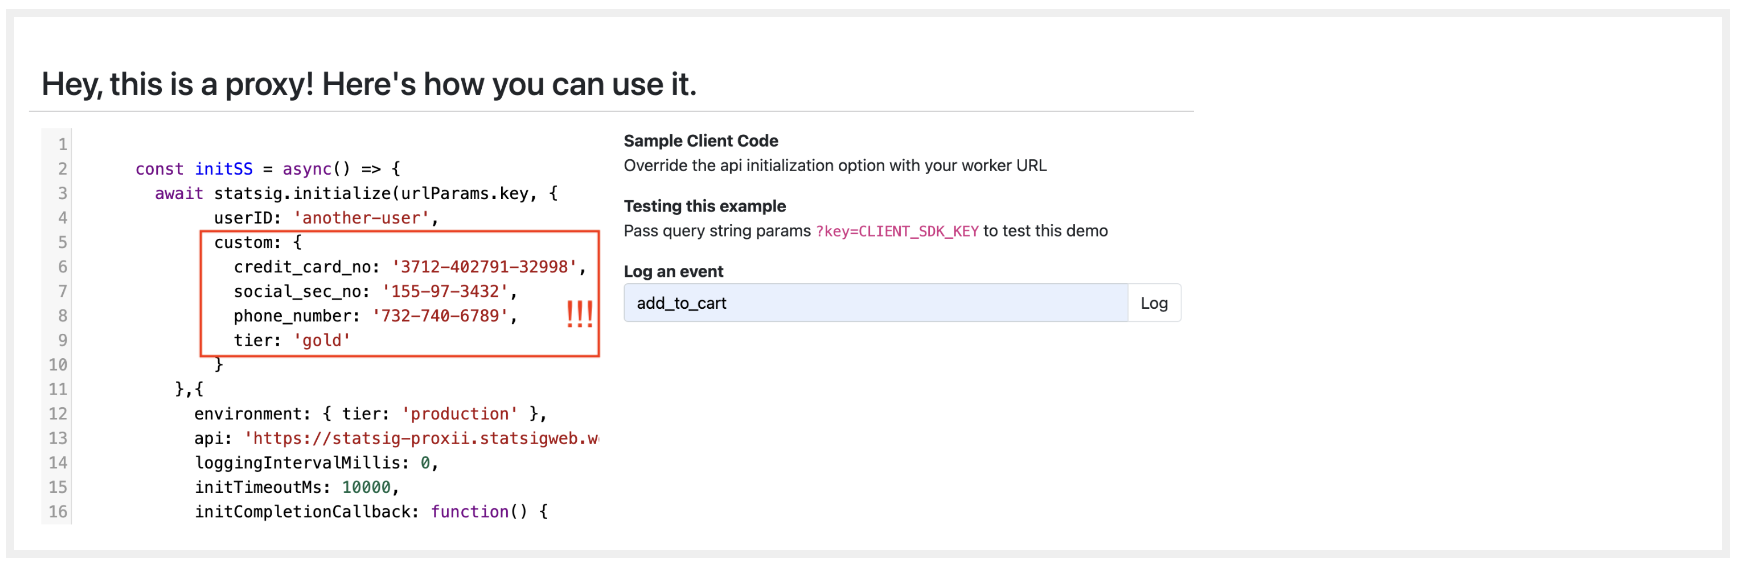 Hey, this is a proxy! Here's how you can use it.
1
2 const initSS = async() => {
3 await statsig.initialize(urlParams.key, {
4 userID: 'another-user',
5 custom: {
6 credit_card_no: '3712-402791-32998',
7 social_sec_no: '155-97-3432',
8 phone_number: '732-740-6789',
!!!
9 tier: 'gold'
10 }
11 },{
12 environment: { tier: 'production' },
13 api: 'https://statsig-proxii.statsigweb.w
14 loggingIntervalMillis: 0,
15 initTimeoutMs: 10000,
16 initCompletionCallback: function() {
Sample Client Code
Override the api initialization option with your worker URL
Testing this example
Pass query string params ?key=CLIENT_SDK_KEY to test this demo
Log an event
add_to_cart
Log